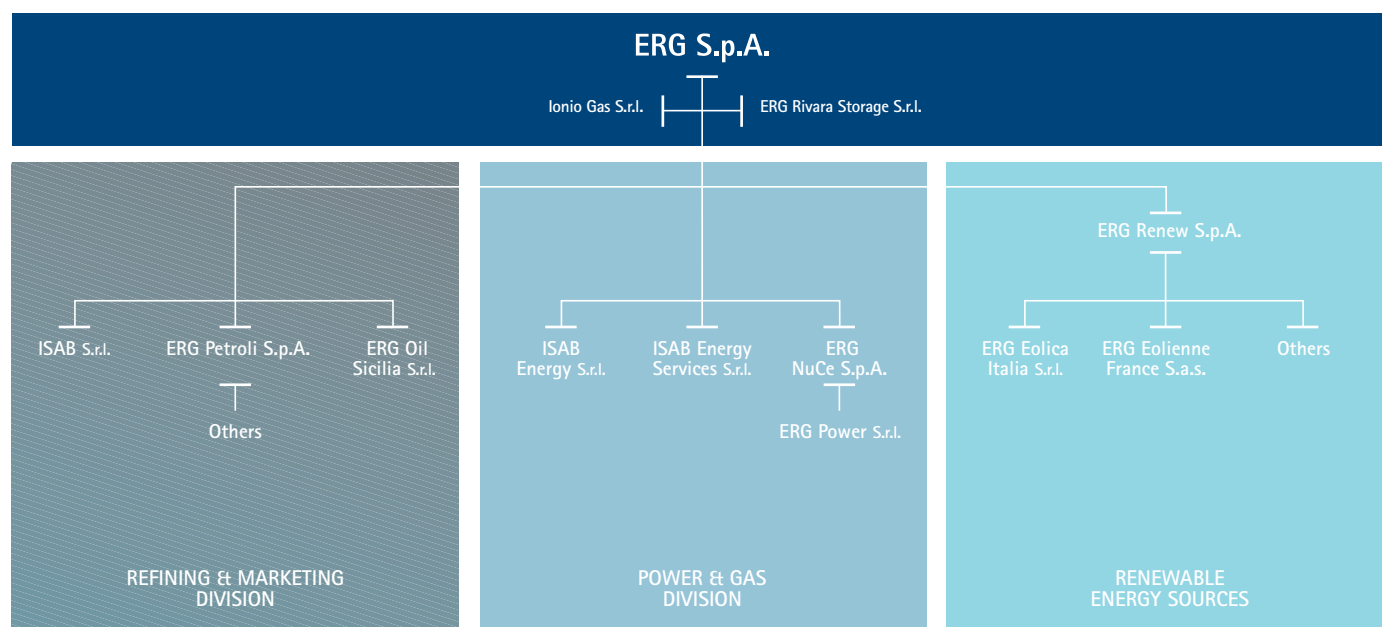 ERG S.p.A.
Ionio Gas S.r.l.
ERG Rivara Storage S.r.l.
ISAB S.r.l.
ERG Petroli S.p.A.
ERG Oil
Sicilia S.r.l.
Others
REFINING & MARKETING
DIVISION
ISAB
Energy S.r.l.
ISAB Energy
Services S.r.l.
ERG
NuCe S.p.A.
ERG Power S.r.l.
POWER & GAS
DIVISION
ERG Renew S.p.A.
ERG Eolica
Italia S.r.l.
ERG Eolienne
France S.a.s.
Others
RENEWABLE
ENERGY SOURCES